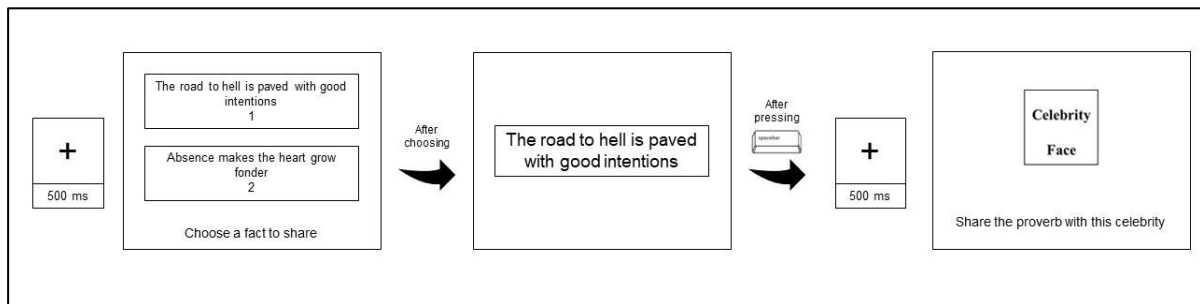 +
500 ms
The road to hell is paved with good
intentions
1
Absence makes the heart grow
fonder
2
Choose a fact to share
After
choosing
The road to hell is paved
with good intentions
After
pressing
spacebar
+
500 ms
Celebrity
Face
Share the proverb with this celebrity